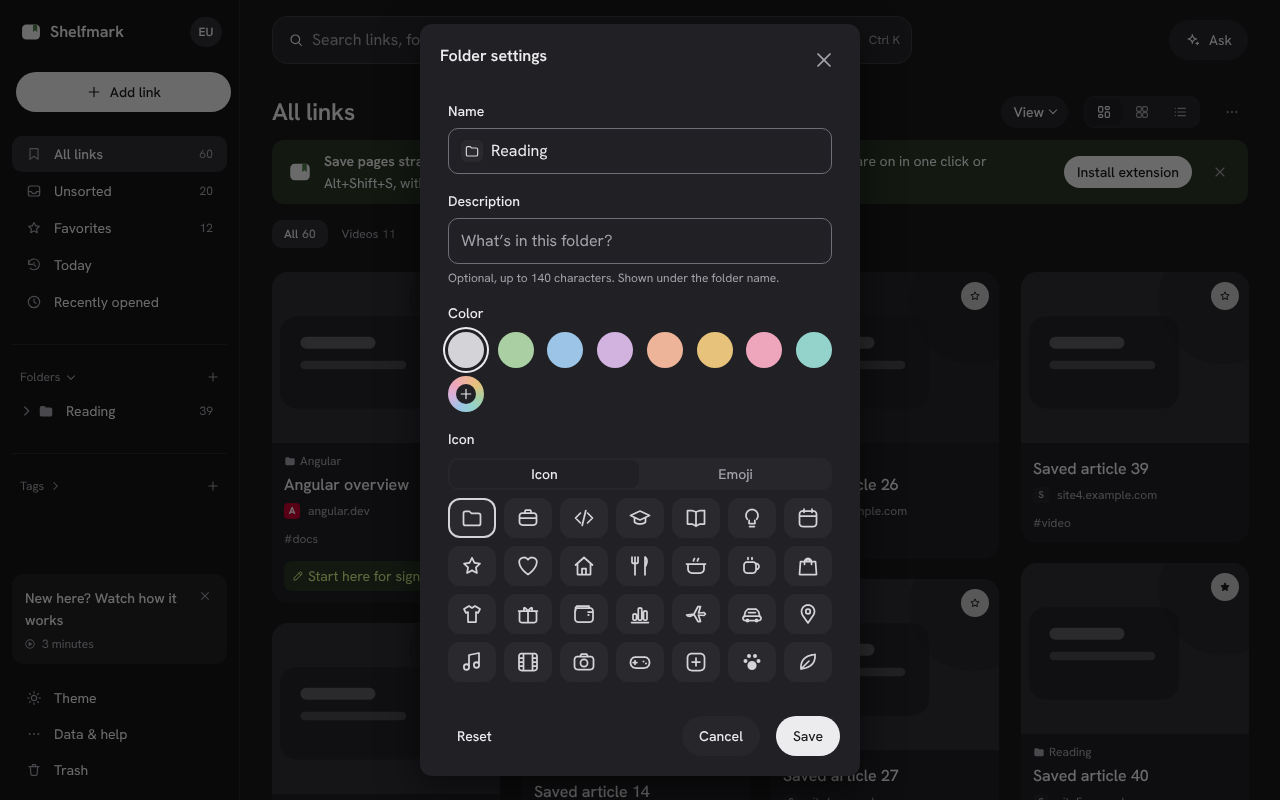 Shelfmark
EU
Search links, fo
Ctrl K
Ask
Add link
All links
60
Unsorted
20
Favorites
12
Today
Recently opened
Folders
Reading
39
Tags
New here? Watch how it
works
3 minutes
Theme
Data & help
Trash
All links
View
Save pages stra
are on in one click or
Alt+Shift+S, wit
Install extension
All 60
Videos 11
Angular
Angular overview
A
angular.dev
#docs
Start here for sign
Saved article 14
cle 26
mple.com
Saved article 27
Saved article 39
S
site4.example.com
#video
Reading
Saved article 40
Folder settings
Name
Reading
Description
What's in this folder?
Optional, up to 140 characters. Shown under the folder name.
Color
Icon
Icon
Emoji
Reset
Cancel
Save